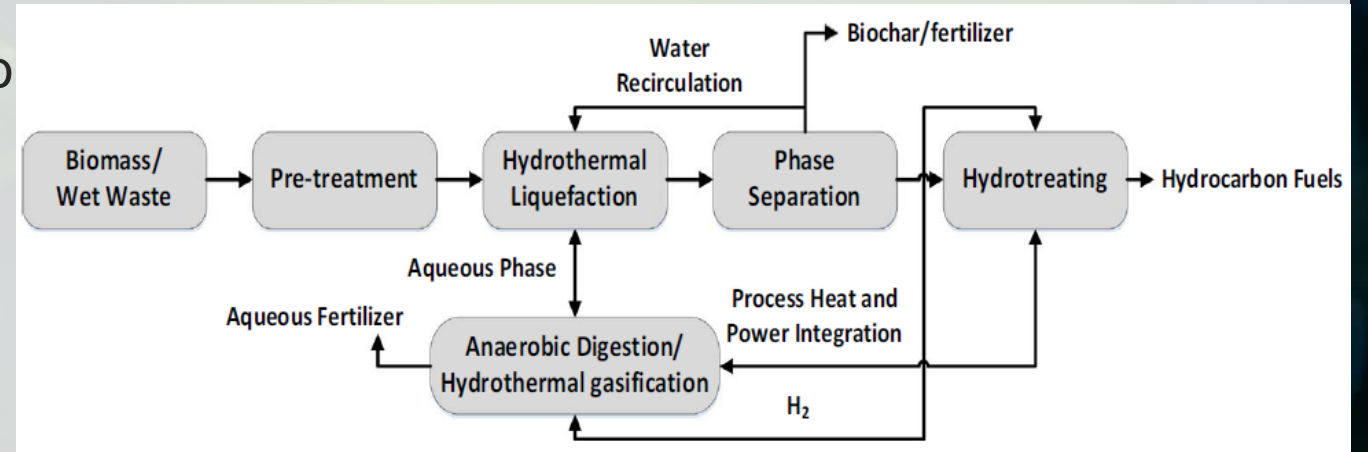 Biochar/fertilizer
Water
Recirculation
Biomass/
Wet Waste
Pre-treatment
Hydrothermal
Liquefaction
Phase
Separation
Hydrotreating
Hydrocarbon Fuels
Aqueous Phase
Process Heat and
Power Integration
Aqueous Fertilizer
Anaerobic Digestion/
Hydrothermal gasification
H₂